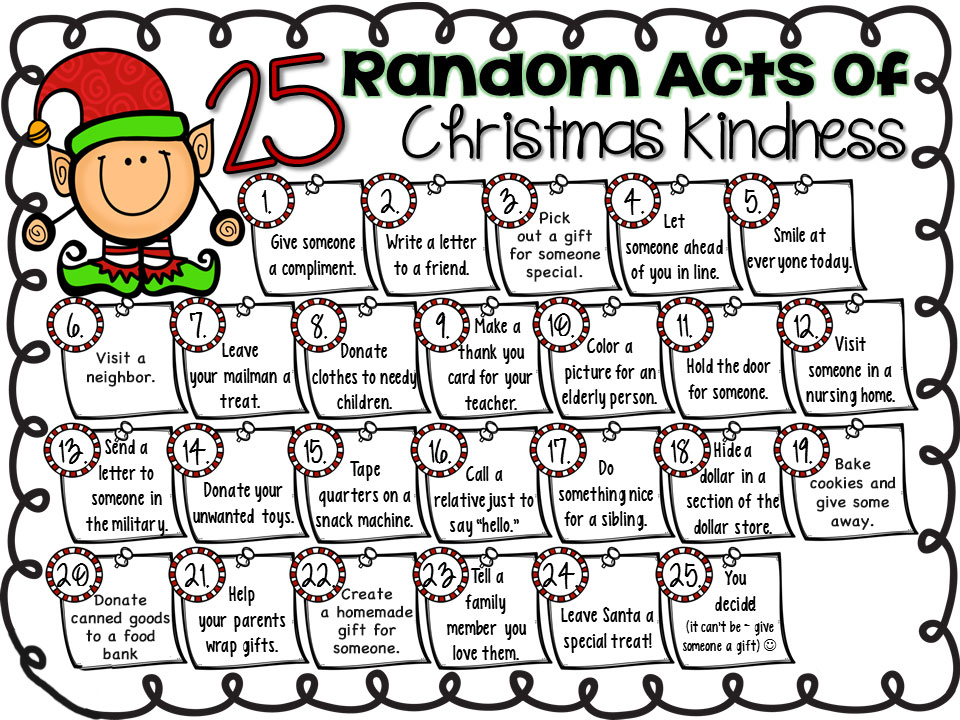 25 Random Acts of
Christmas Kindness
1.
Give someone
a compliment.
2.
Write a letter
to a friend.
3.
Pick
out a gift
for someone
special.
4.
Let
someone ahead
of you in line.
5.
Smile at
everyone today.
6.
Visit a
neighbor.
7.
Leave
your mailman a
treat.
8.
Donate
clothes to needy
children.
9.
Make a
thank you
card for your
teacher.
10.
Color a
picture for an
elderly person.
11.
Hold the door
for someone.
12.
Visit
someone in a
nursing home.
13.
Send a
letter to
someone in
the military.
14.
Donate your
unwanted toys.
15.
Tape
quarters on a
snack machine.
16.
Call a
relative just to
say "hello."
17.
Do
something nice
for a sibling.
18.
Hide a
dollar in a
section of the
dollar store.
19.
Bake
cookies and
give some
away.
20.
Donate
canned goods
to a food
bank
21.
Help
your parents
wrap gifts.
22.
Create
a homemade
gift for
someone.
23.
Tell a
family
member you
love them.
24.
Leave Santa a
special treat!
25.
You
decide!
(it can't be ~ give
someone a gift) ☺